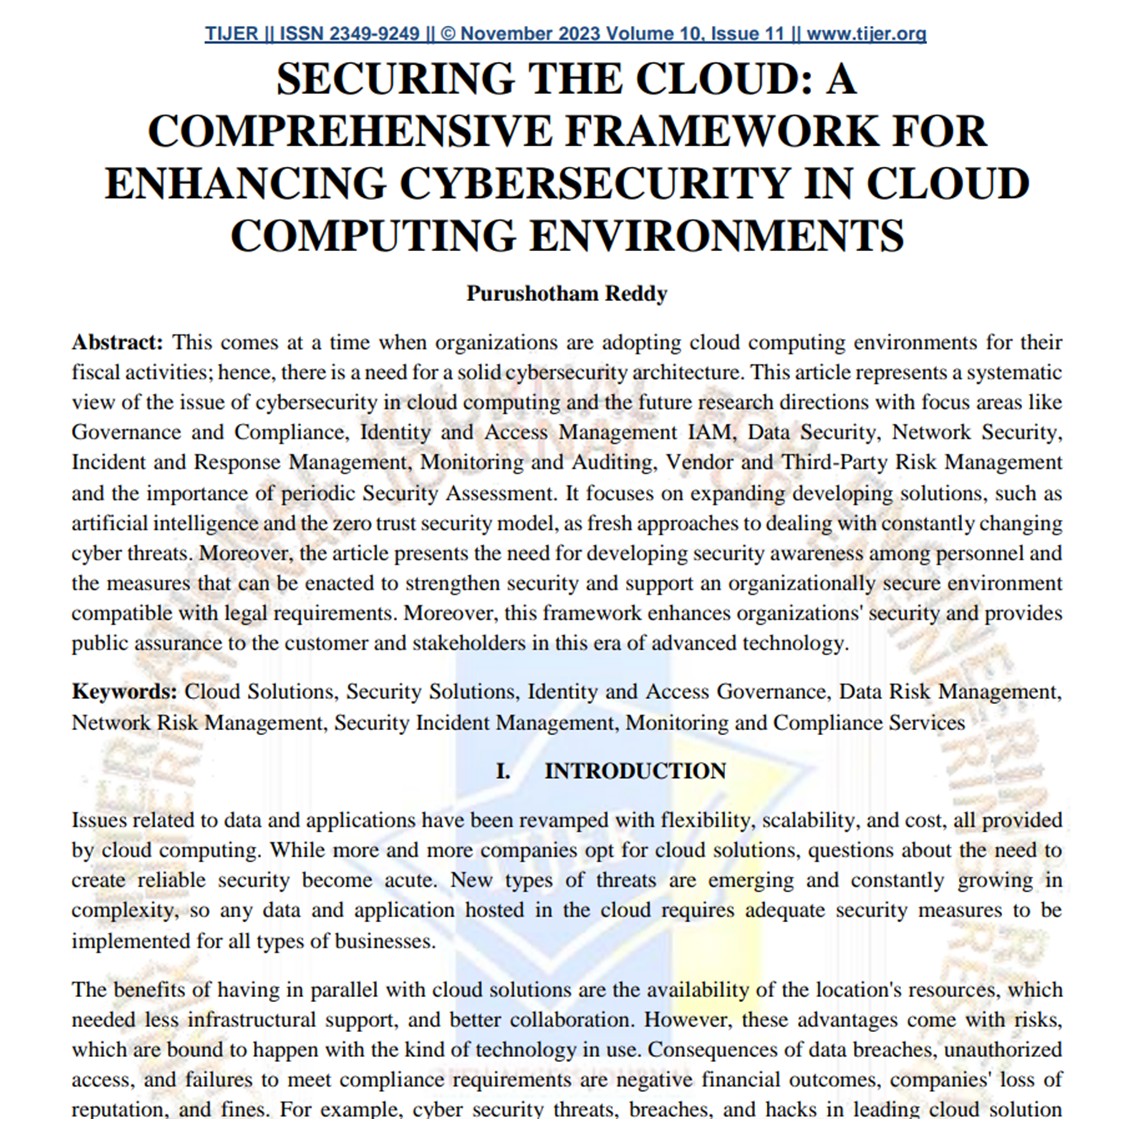 TIJER || ISSN 2349-9249 || © November 2023 Volume 10, Issue 11 || www.tijer.org
SECURING THE CLOUD: A
COMPREHENSIVE FRAMEWORK FOR
ENHANCING CYBERSECURITY IN CLOUD
COMPUTING ENVIRONMENTS
Purushotham Reddy
Abstract: This comes at a time when organizations are adopting cloud computing environments for their
fiscal activities; hence, there is a need for a solid cybersecurity architecture. This article represents a systematic
view of the issue of cybersecurity in cloud computing and the future research directions with focus areas like
Governance and Compliance, Identity and Access Management IAM, Data Security, Network Security,
Incident and Response Management, Monitoring and Auditing, Vendor and Third-Party Risk Management
and the importance of periodic Security Assessment. It focuses on expanding developing solutions, such as
artificial intelligence and the zero trust security model, as fresh approaches to dealing with constantly changing
cyber threats. Moreover, the article presents the need for developing security awareness among personnel and
the measures that can be enacted to strengthen security and support an organizationally secure environment
compatible with legal requirements. Moreover, this framework enhances organizations' security and provides
public assurance to the customer and stakeholders in this era of advanced technology.
Keywords: Cloud Solutions, Security Solutions, Identity and Access Governance, Data Risk Management,
Network Risk Management, Security Incident Management, Monitoring and Compliance Services
I. INTRODUCTION
Issues related to data and applications have been revamped with flexibility, scalability, and cost, all provided
by cloud computing. While more and more companies opt for cloud solutions, questions about the need to
create reliable security become acute. New types of threats are emerging and constantly growing in
complexity, so any data and application hosted in the cloud requires adequate security measures to be
implemented for all types of businesses.
The benefits of having in parallel with cloud solutions are the availability of the location's resources, which
needed less infrastructural support, and better collaboration. However, these advantages come with risks,
which are bound to happen with the kind of technology in use. Consequences of data breaches, unauthorized
access, and failures to meet compliance requirements are negative financial outcomes, companies' loss of
reputation, and fines. For example, cyber security threats, breaches, and hacks in leading cloud solution